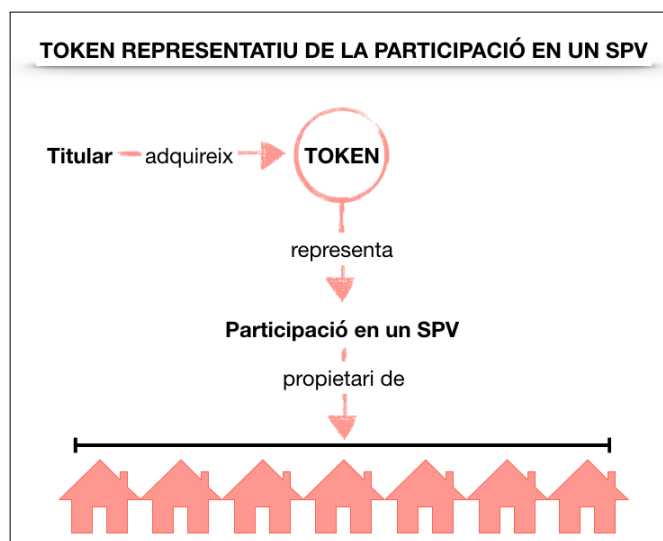 TOKEN REPRESENTATIU DE LA PARTICIPACIÓ EN UN SPV
Titular adquireix TOKEN
representa
Participació en un SPV
propietari de